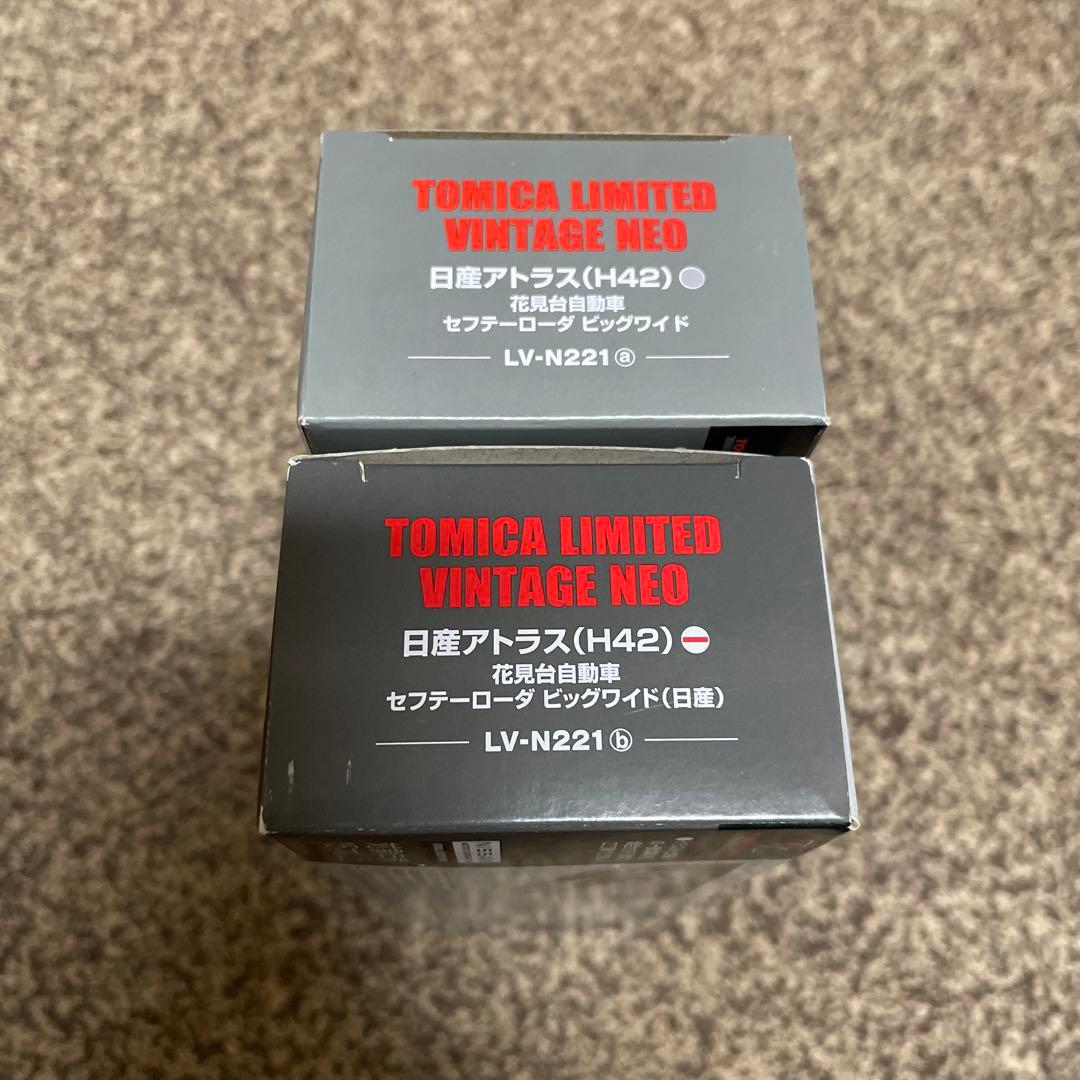 TOMICA LIMITED
VINTAGE NEO
日産アトラス(H42)
花見台自動車
セフテーローダ ビッグワイド
LV-N221ⓐ
TO
TOMICA LIMITED
VINTAGE NEO
日産アトラス(H42)
花見台自動車
セフテーローダ ビッグワイド(日産)
LV-N221ⓑ